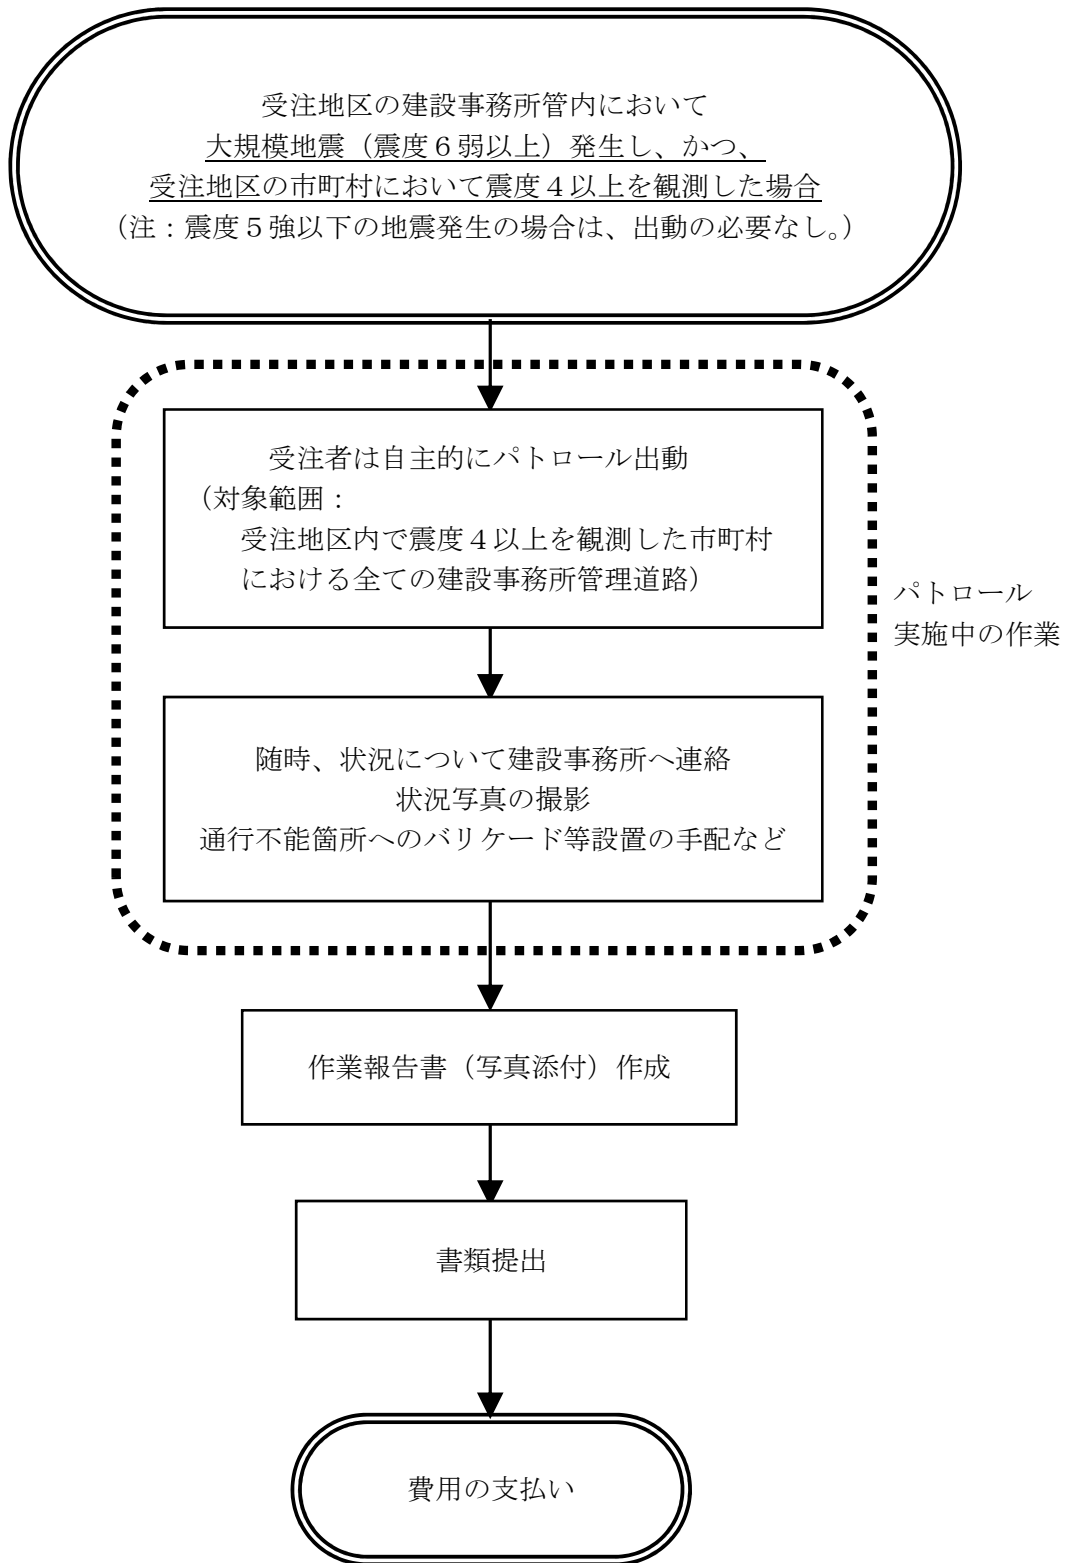 受注地区の建設事務所管内において
大規模地震（震度６弱以上）発生し、かつ、
受注地区の市町村において震度４以上を観測した場合
（注：震度５強以下の地震発生の場合は、出動の必要なし。）
受注者は自主的にパトロール出動
（対象範囲：
受注地区内で震度４以上を観測した市町村
における全ての建設事務所管理道路）
パトロール
実施中の作業
随時、状況について建設事務所へ連絡
状況写真の撮影
通行不能箇所へのバリケード等設置の手配など
作業報告書（写真添付）作成
書類提出
費用の支払い